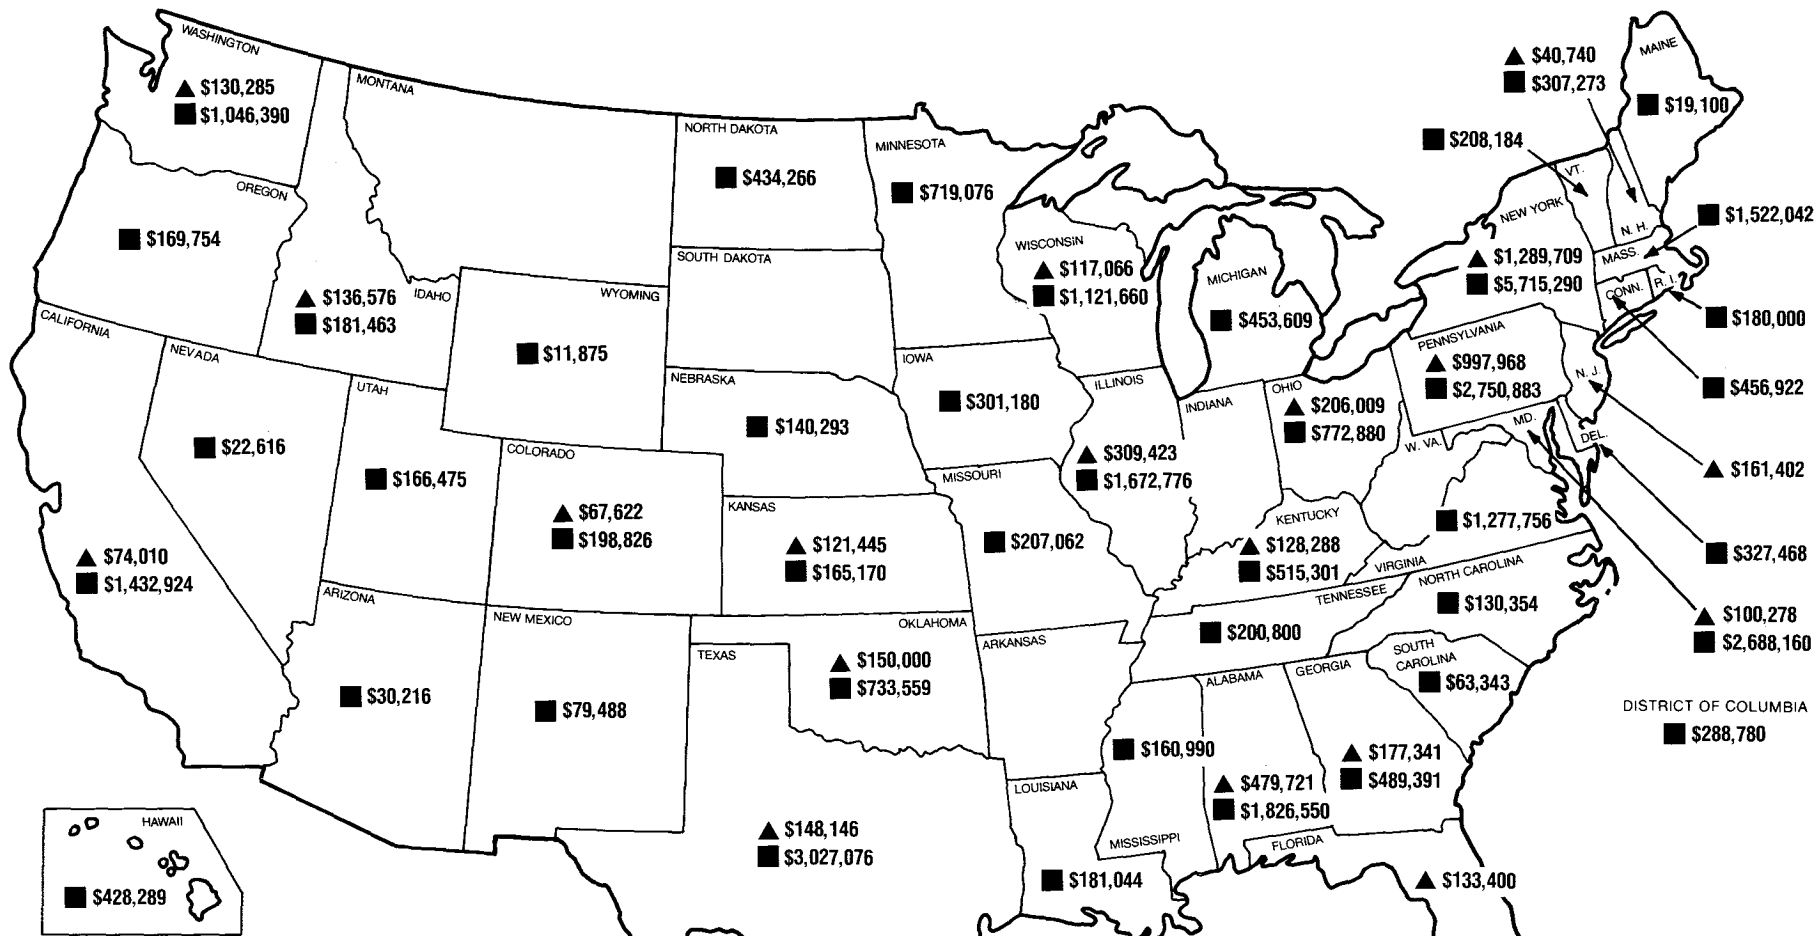 WASHINGTON
▲ $130,285
■ $1,046,390
MONTANA
NORTH DAKOTA
■ $434,266
MINNESOTA
■ $719,076
▲ $40,740
■ $307,273
MAINE
■ $19,100
■ $208,184
VT.
OREGON
■ $169,754
SOUTH DAKOTA
WISCONSIN
▲ $117,066
■ $1,121,660
MICHIGAN
■ $453,609
NEW YORK
▲ $1,289,709
■ $5,715,290
N. H.
■ $1,522,042
MASS.
CONN.
R. I.
■ $180,000
IDAHO
▲ $136,576
■ $181,463
WYOMING
■ $11,875
CALIFORNIA
▲ $74,010
■ $1,432,924
NEVADA
■ $22,616
UTAH
■ $166,475
COLORADO
▲ $67,622
■ $198,826
NEBRASKA
■ $140,293
IOWA
■ $301,180
ILLINOIS
▲ $309,423
■ $1,672,776
INDIANA
OHIO
▲ $206,009
■ $772,880
PENNSYLVANIA
▲ $997,968
■ $2,750,883
N. J.
■ $456,922
W. VA.
MD.
DEL.
▲ $161,402
KANSAS
▲ $121,445
■ $165,170
MISSOURI
■ $207,062
KENTUCKY
▲ $128,288
■ $515,301
■ $1,277,756
VIRGINIA
■ $327,468
ARIZONA
■ $30,216
NEW MEXICO
■ $79,488
OKLAHOMA
▲ $150,000
■ $733,559
TEXAS
▲ $148,146
■ $3,027,076
ARKANSAS
TENNESSEE
■ $200,800
NORTH CAROLINA
■ $130,354
▲ $100,278
■ $2,688,160
SOUTH
CAROLINA
■ $63,343
DISTRICT OF COLUMBIA
■ $288,780
ALABAMA
▲ $479,721
■ $1,826,550
GEORGIA
▲ $177,341
■ $489,391
■ $160,990
MISSISSIPPI
LOUISIANA
■ $181,044
FLORIDA
▲ $133,400
HAWAII
■ $428,289